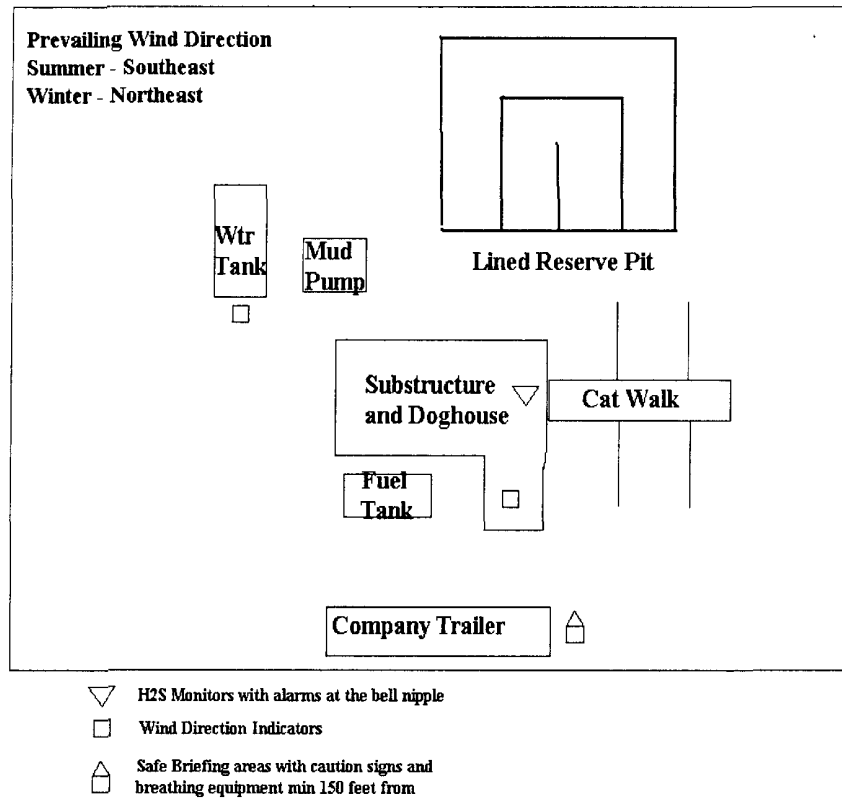 Prevailing Wind Direction
Summer - Southeast
Winter - Northeast
Wtr
Tank
Mud
Pump
Lined Reserve Pit
Substructure
and Doghouse
Cat Walk
Fuel
Tank
Company Trailer
H2S Monitors with alarms at the bell nipple
Wind Direction Indicators
Safe Briefing areas with caution signs and
breathing equipment min 150 feet from